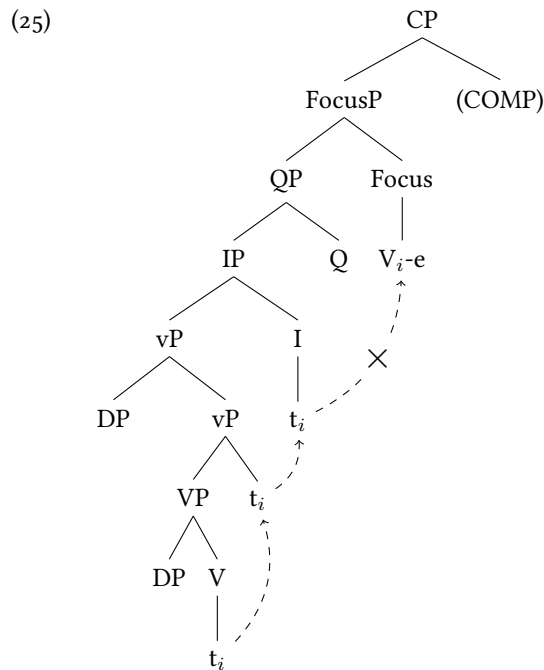 (25)
CP
FocusP (COMP)
QP Focus
IP Q V_i-e
vP I
×
DP vP t_i
VP t_i
DP V
t_i